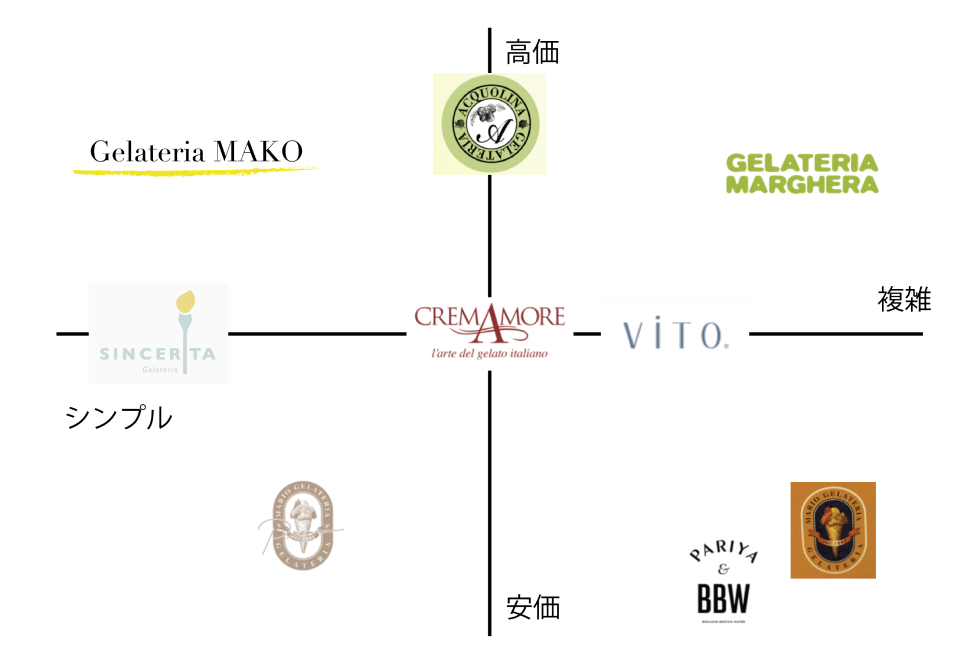 高価
ACQUOLINA
GELATERIA
A
Gelateria MAKO
GELATERIA
MARGHERA
複雑
SINCERITA
Gelateria
CREMAMORE
l'arte del gelato italiano
VITO®
シンプル
MARIO GELATERIA
GELATERIA
MARIO GELATERIA
GELATERIA
PARIYA
&
BBW
安価